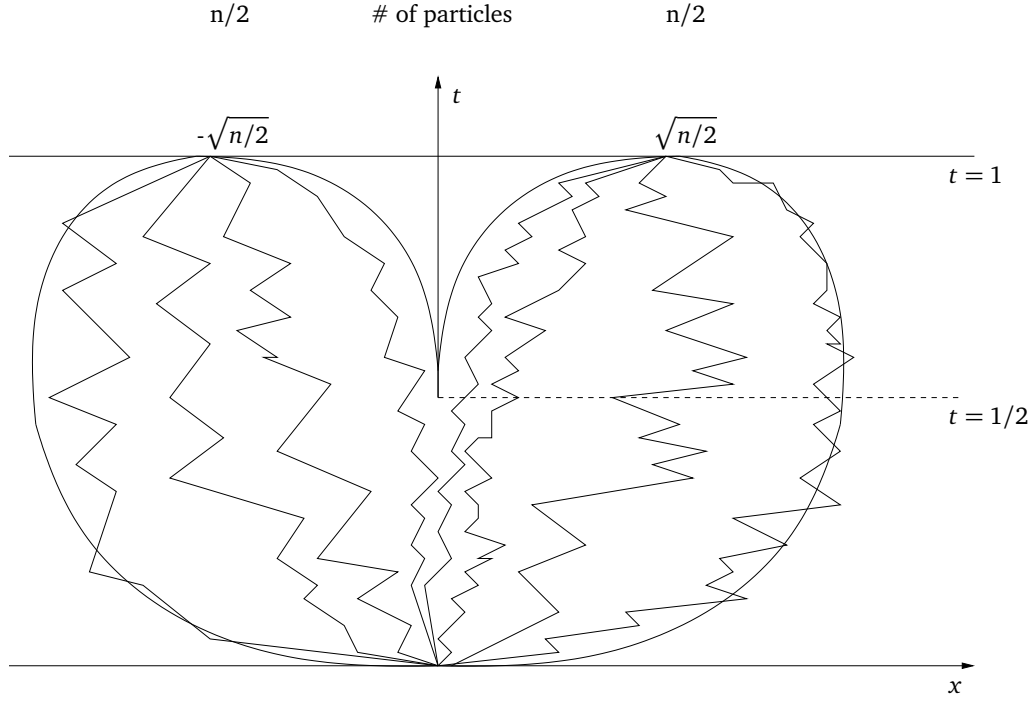 n/2 # of particles n/2
t
-√n/2 √n/2
t = 1
t = 1/2
x